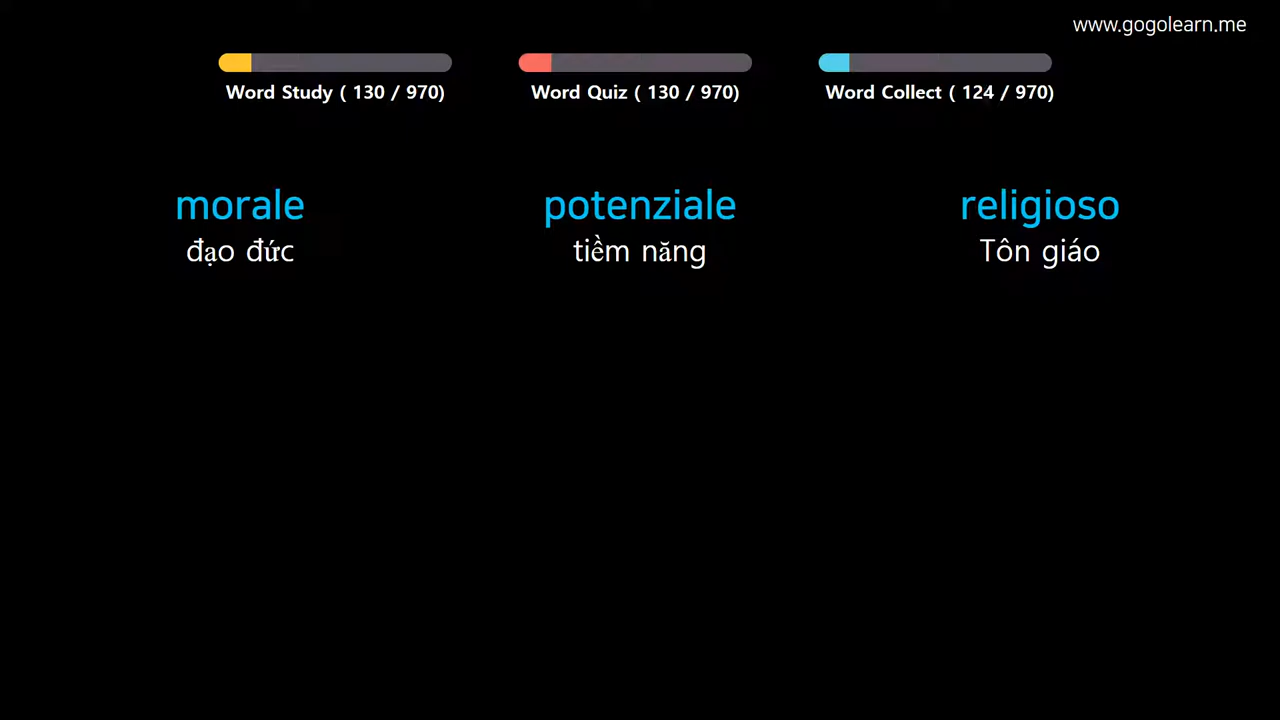 www.gogolearn.me
Word Study ( 130 / 970)
Word Quiz ( 130 / 970)
Word Collect ( 124 / 970)
morale
đạo đức
potenziale
tiềm năng
religioso
Tôn giáo